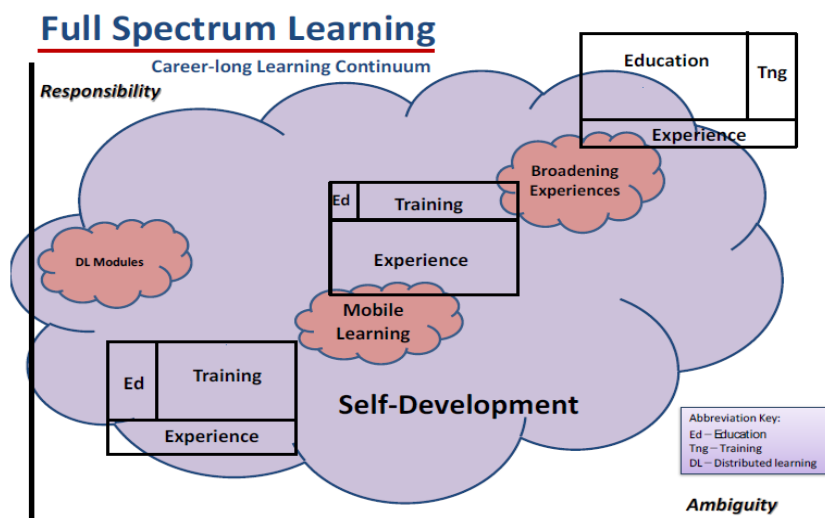 Full Spectrum Learning
Career-long Learning Continuum
Responsibility
Education
Tng
Experience
Broadening
Experiences
Ed
Training
Experience
DL Modules
Mobile
Learning
Ed
Training
Experience
Self-Development
Abbreviation Key:
Ed – Education
Tng – Training
DL – Distributed learning
Ambiguity